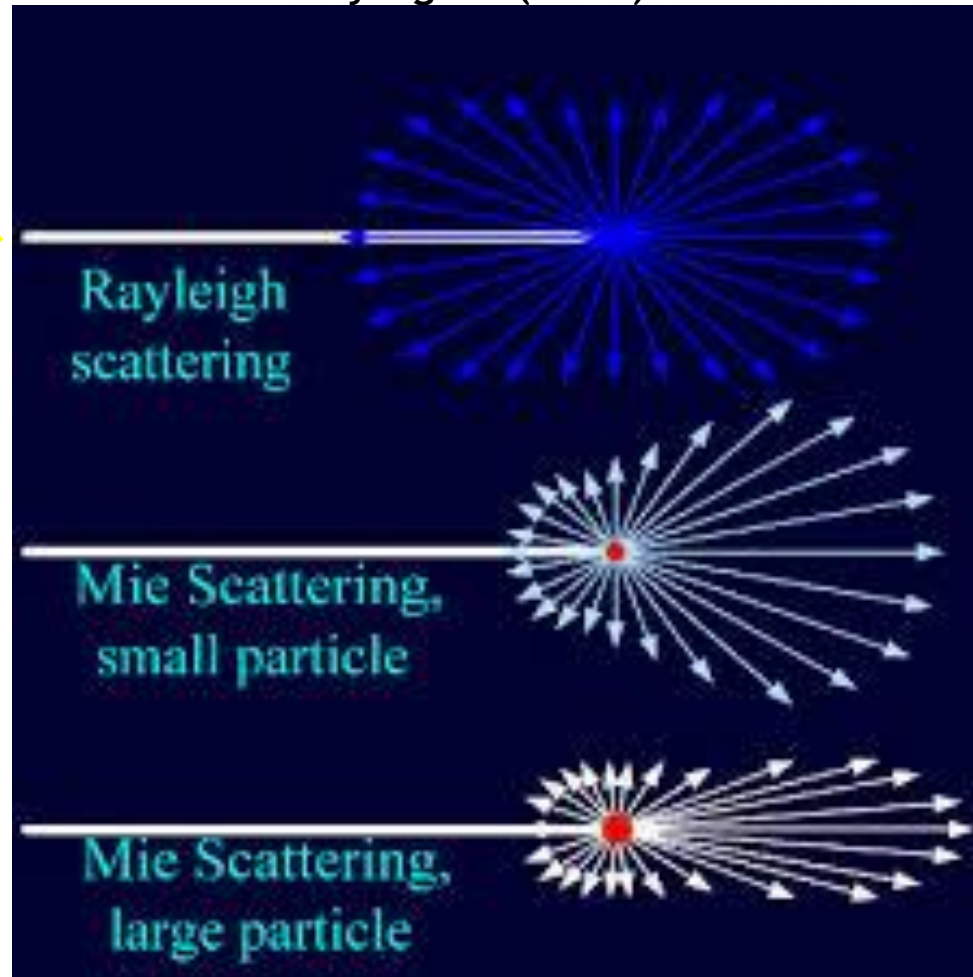 Rayleigh
scattering
Mie Scattering,
small particle
Mie Scattering,
large particle